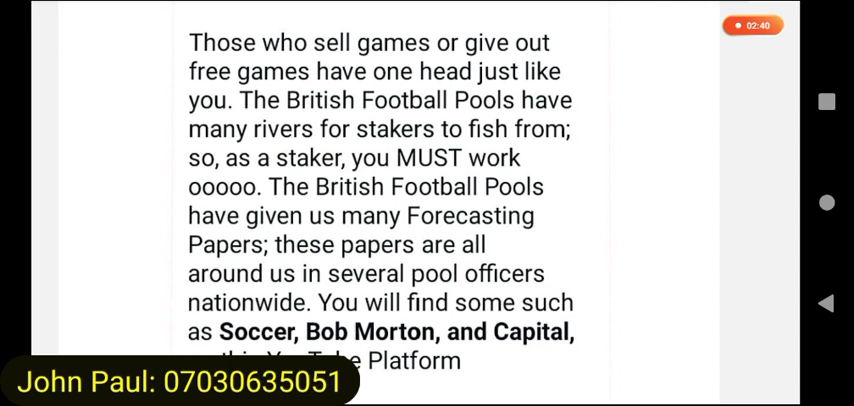 02:40
Those who sell games or give out
free games have one head just like
you. The British Football Pools have
many rivers for stakers to fish from;
so, as a staker, you MUST work
ooooo. The British Football Pools
have given us many Forecasting
Papers; these papers are all
around us in several pool officers
nationwide. You will find some such
as Soccer, Bob Morton, and Capital,
Platform
John Paul: 07030635051